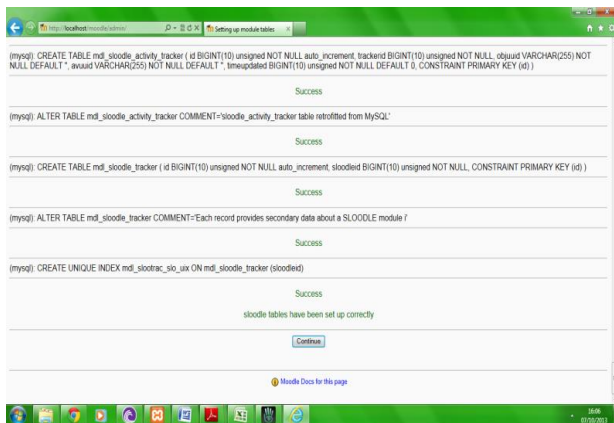 http://localhost/moodle/admin/
Setting up module tables
(mysql): CREATE TABLE mdl_sloodle_activity_tracker ( id BIGINT(10) unsigned NOT NULL auto_increment, trackerid BIGINT(10) unsigned NOT NULL, objuuid VARCHAR(255) NOT
NULL DEFAULT '', avuuid VARCHAR(255) NOT NULL DEFAULT '', timeupdated BIGINT(10) unsigned NOT NULL DEFAULT 0, CONSTRAINT PRIMARY KEY (id) )
Success
(mysql): ALTER TABLE mdl_sloodle_activity_tracker COMMENT='sloodle_activity_tracker table retrofitted from MySQL'
Success
(mysql): CREATE TABLE mdl_sloodle_tracker ( id BIGINT(10) unsigned NOT NULL auto_increment, sloodleid BIGINT(10) unsigned NOT NULL, CONSTRAINT PRIMARY KEY (id) )
Success
(mysql): ALTER TABLE mdl_sloodle_tracker COMMENT='Each record provides secondary data about a SLOODLE module /'
Success
(mysql): CREATE UNIQUE INDEX mdl_slootrac_slo_uix ON mdl_sloodle_tracker (sloodleid)
Success
sloodle tables have been set up correctly
Continue
Moodle Docs for this page
16:06
07/10/2011